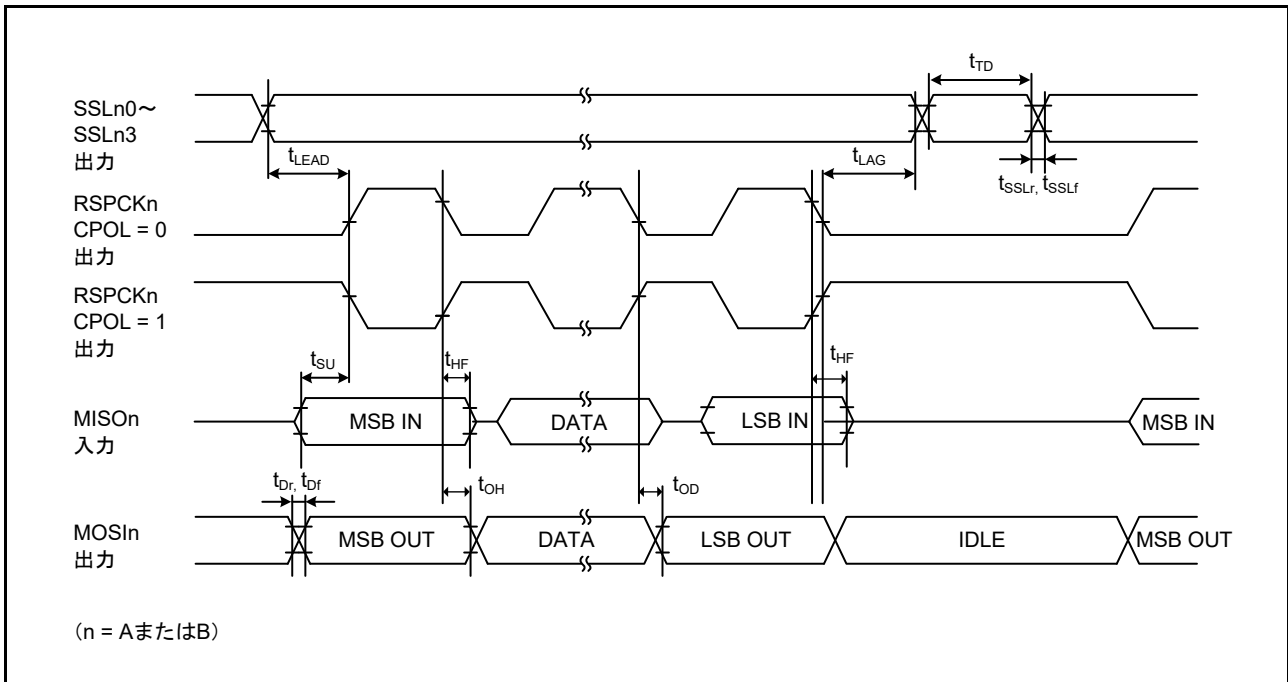 SSLn0～
SSLn3
出力
tTD
tLEAD
tLAG
tSSLr, tSSLf
RSPCKn
CPOL = 0
出力
RSPCKn
CPOL = 1
出力
tSU
tHF
tHF
MISOn
入力
MSB IN
DATA
LSB IN
MSB IN
tDr, tDf
tOH
tOD
MOSIn
出力
MSB OUT
DATA
LSB OUT
IDLE
MSB OUT
（n = AまたはB）